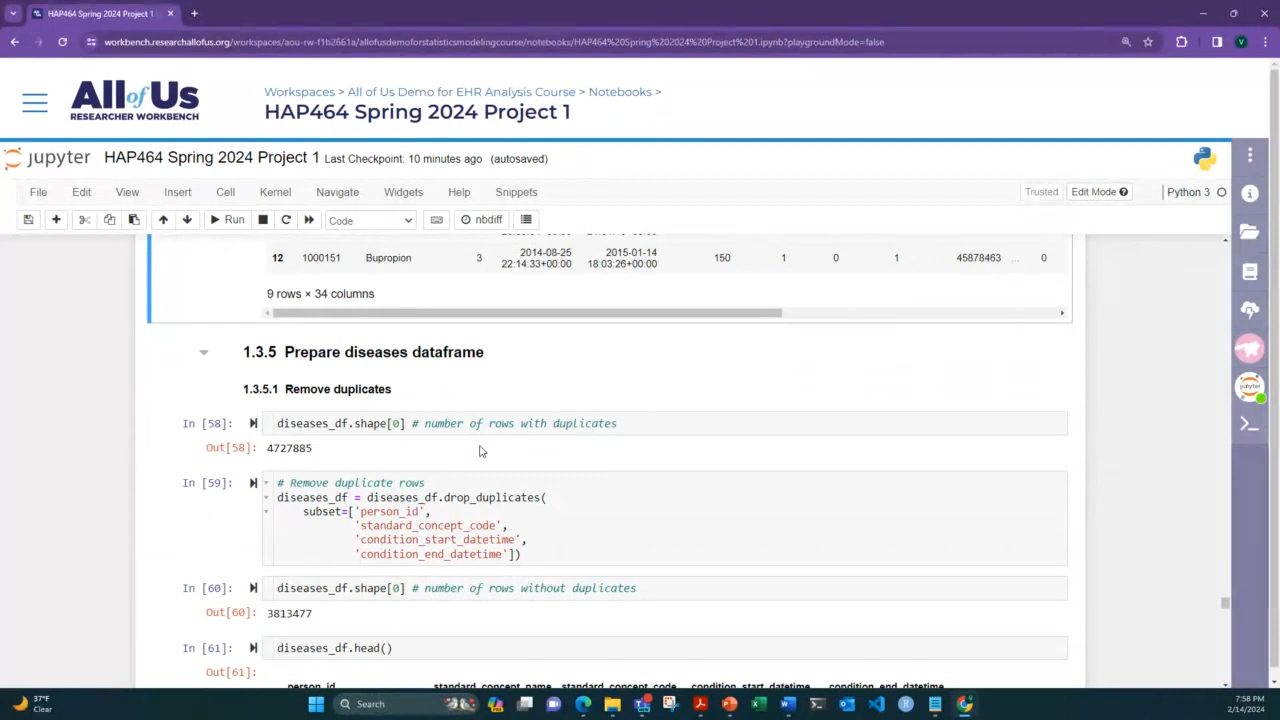 HAP464 Spring 2024 Project 1
workbench.researchallofus.org/workspaces/aou-rw-f1b2661a/allofusdemoforstatisticsmodelingcourse/notebooks/HAP464%20Spring%202024%20Project%201.ipynb?playgroundMode=false
V
All of Us
RESEARCHER WORKBENCH
Workspaces > All of Us Demo for EHR Analysis Course > Notebooks >
HAP464 Spring 2024 Project 1
jupyter HAP464 Spring 2024 Project 1 Last Checkpoint: 10 minutes ago (autosaved)
File Edit View Insert Cell Kernel Navigate Widgets Help Snippets
Trusted Edit Mode Python 3
Run Code nbdiff
12 1000151 Bupropion 3 2014-08-25 22:14:33+00:00 2015-01-14 18:03:26+00:00 150 1 0 1 45878463 ... 0
9 rows × 34 columns
1.3.5 Prepare diseases dataframe
1.3.5.1 Remove duplicates
In [58]: diseases_df.shape[0] # number of rows with duplicates
Out[58]: 4727885
In [59]: # Remove duplicate rows
diseases_df = diseases_df.drop_duplicates(
subset=['person_id',
'standard_concept_code',
'condition_start_datetime',
'condition_end_datetime'])
In [60]: diseases_df.shape[0] # number of rows without duplicates
Out[60]: 3813477
In [61]: diseases_df.head()
Out[61]:
person_id standard_concept_name standard_concept_code condition_start_datetime condition_end_datetime
37°F
Clear
Search
7:58 PM
2/14/2024